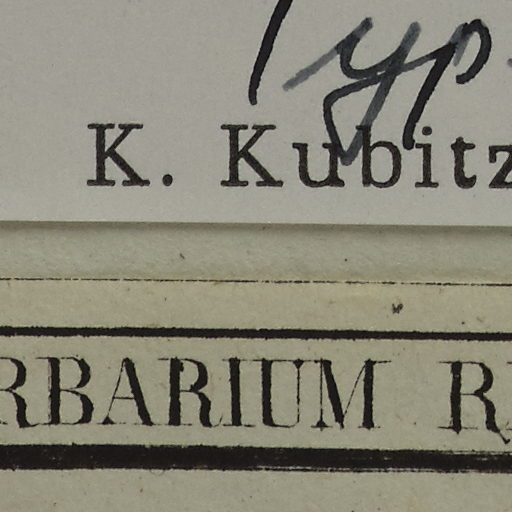 Typ.
K. Kubitz
RBARIUM R